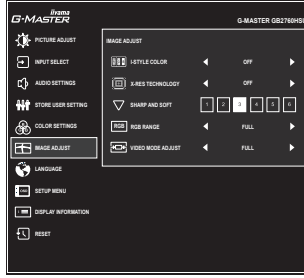 iiyama
G-MASTER
G-MASTER GB2760HS
PICTURE ADJUST
IMAGE ADJUST
INPUT SELECT
I-STYLE COLOR
OFF
AUDIO SETTINGS
X-RES TECHNOLOGY
OFF
STORE USER SETTING
SHARP AND SOFT
1 2 3 4 5 6
COLOR SETTINGS
RGB
RGB RANGE
FULL
IMAGE ADJUST
VIDEO MODE ADJUST
FULL
LANGUAGE
OSD
SETUP MENU
DISPLAY INFORMATION
RESET